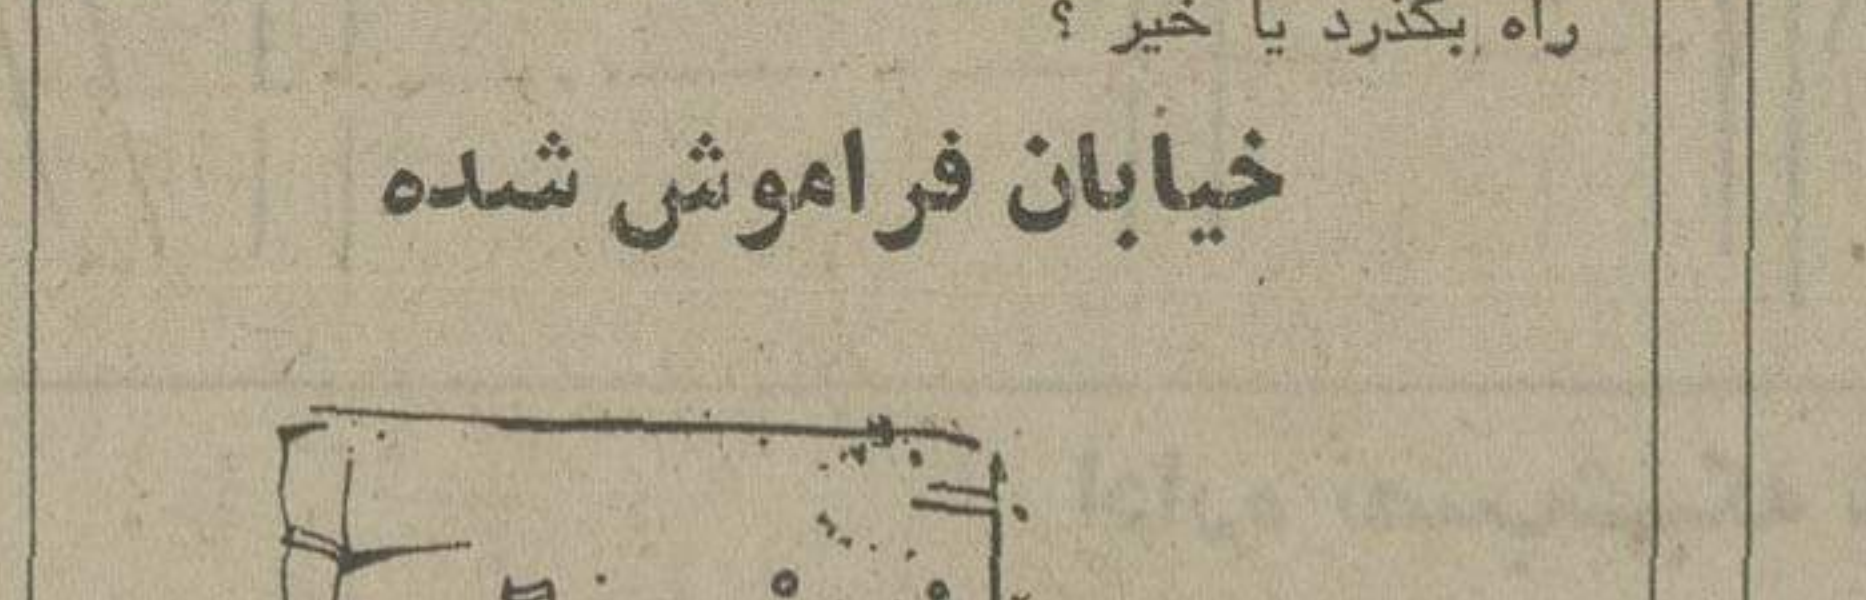 راه بگذرد یا خیر ؟
خیابان فراموش شده